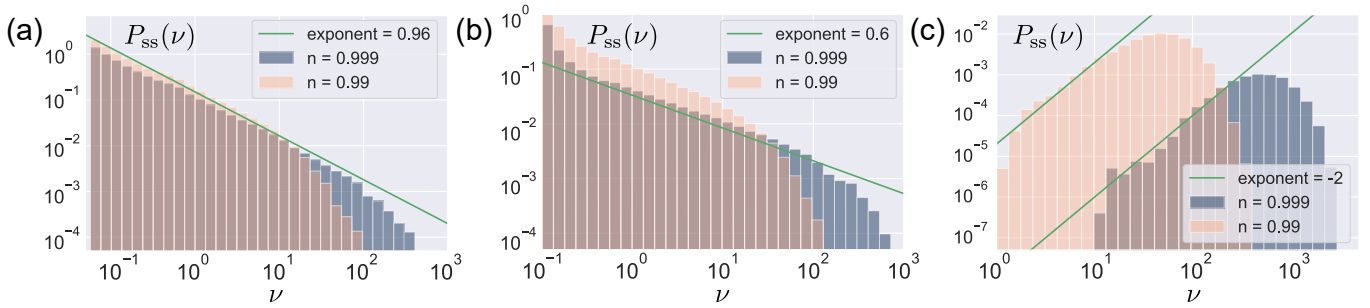 (a)
P_ss(ν)
exponent = 0.96
n = 0.999
n = 0.99
10^0
10^-1
10^-2
10^-3
10^-4
10^-1 10^0 10^1 10^2 10^3
ν
(b)
P_ss(ν)
exponent = 0.6
n = 0.999
n = 0.99
10^0
10^-1
10^-2
10^-3
10^-4
10^-1 10^0 10^1 10^2 10^3
ν
(c)
P_ss(ν)
10^-2
10^-3
10^-4
10^-5
10^-6
10^-7
exponent = -2
n = 0.999
n = 0.99
10^0 10^1 10^2 10^3
ν